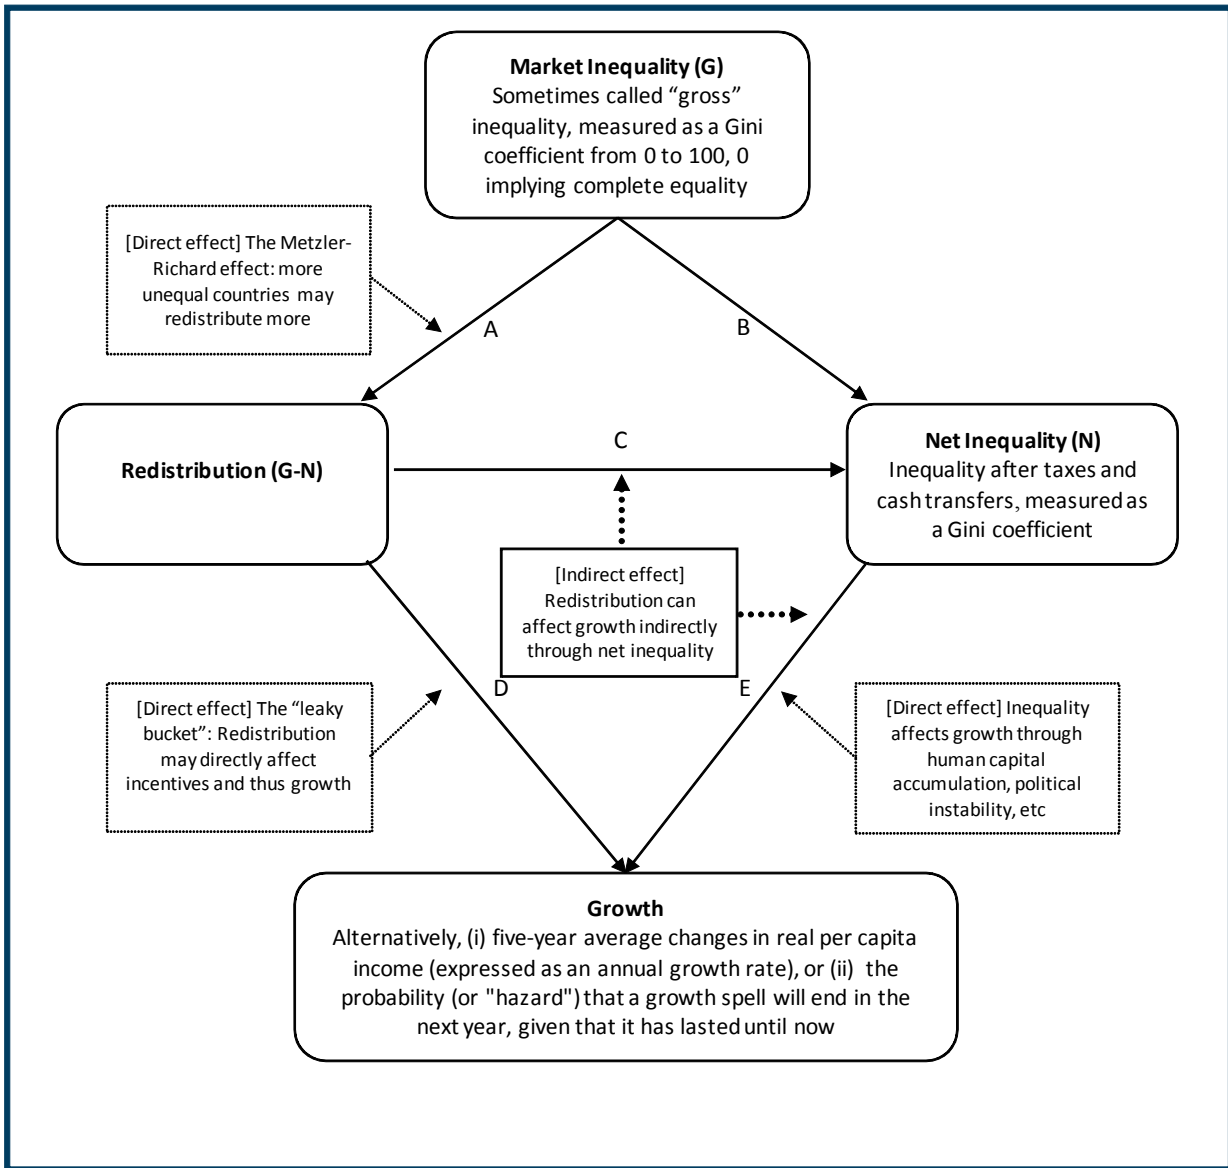 Market Inequality (G)
Sometimes called “gross”
inequality, measured as a Gini
coefficient from 0 to 100, 0
implying complete equality
[Direct effect] The Metzler-
Richard effect: more
unequal countries may
redistribute more
A
B
Redistribution (G-N)
C
Net Inequality (N)
Inequality after taxes and
cash transfers, measured as
a Gini coefficient
[Indirect effect]
Redistribution can
affect growth indirectly
through net inequality
D
E
[Direct effect] The “leaky
bucket”: Redistribution
may directly affect
incentives and thus growth
[Direct effect] Inequality
affects growth through
human capital
accumulation, political
instability, etc
Growth
Alternatively, (i) five-year average changes in real per capita
income (expressed as an annual growth rate), or (ii) the
probability (or "hazard") that a growth spell will end in the
next year, given that it has lasted until now